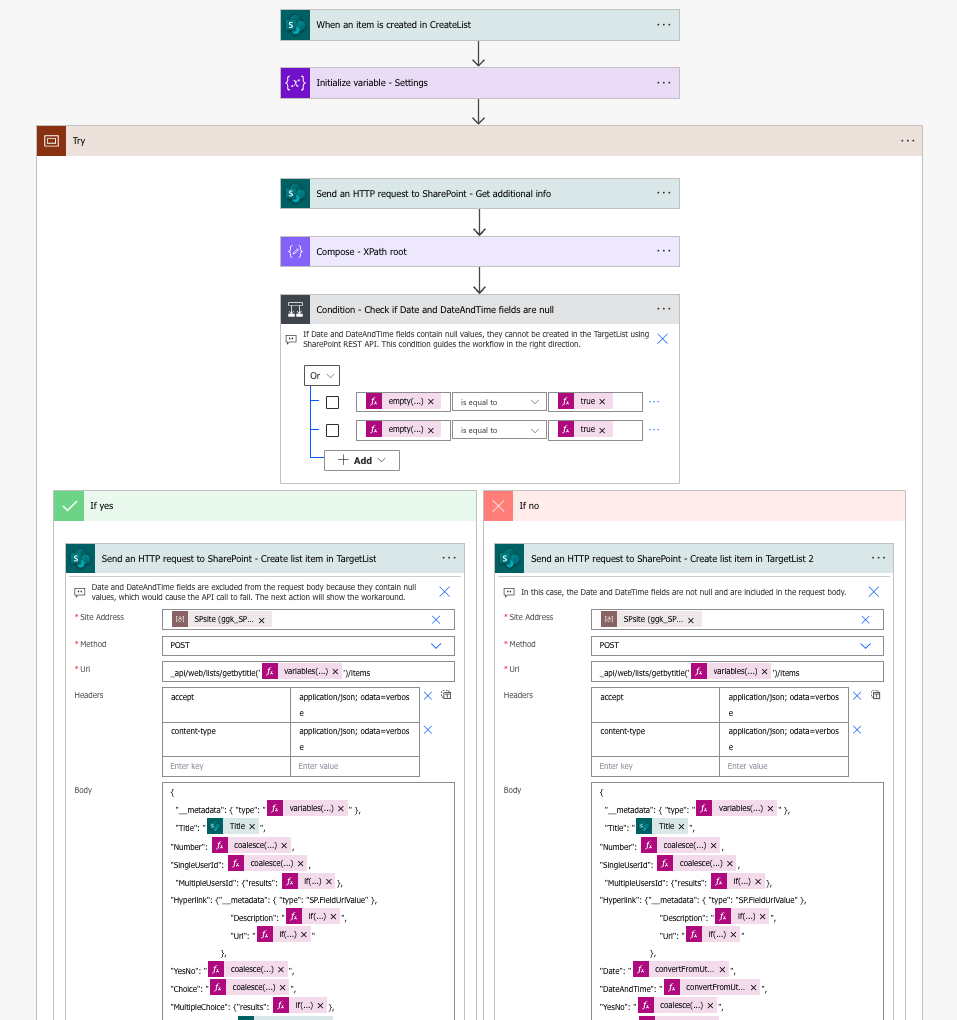 When an item is created in CreateList
Initialize variable - Settings
Try
Send an HTTP request to SharePoint - Get additional info
Compose - XPath root
Condition - Check if Date and DateAndTime fields are null
If Date and DateAndTime fields contain null values, they cannot be created in the TargetList using
SharePoint REST API. This condition guides the workflow in the right direction.
Or
empty(...) is equal to true
empty(...) is equal to true
Add
If yes
Send an HTTP request to SharePoint - Create list item in TargetList
Date and DateAndTime fields are excluded from the request body because they contain null
values, which would cause the API call to fail. The next action will show the workaround.
* Site Address SPsite (ggk_SP...
* Method POST
* Uri _api/web/lists/getbytitle(' variables(...) ')/items
Headers accept application/json; odata=verbos
e
content-type application/json; odata=verbos
e
Enter key Enter value
Body {
"__metadata": { "type": " variables(...) " },
"Title": " Title ",
"Number": coalesce(...) ,
"SingleUserId": coalesce(...) ,
"MultipleUsersId": {"results": if(...) },
"Hyperlink": {"__metadata": { "type": "SP.FieldUrlValue" },
"Description": " if(...) ",
"Url": " if(...) "
},
"YesNo": " coalesce(...) ",
"Choice": " coalesce(...) ",
"MultipleChoice": {"results": if(...) },
If no
Send an HTTP request to SharePoint - Create list item in TargetList 2
In this case, the Date and DateTime fields are not null and are included in the request body.
* Site Address SPsite (ggk_SP...
* Method POST
* Uri _api/web/lists/getbytitle(' variables(...) ')/items
Headers accept application/json; odata=verbos
e
content-type application/json; odata=verbos
e
Enter key Enter value
Body {
"__metadata": { "type": " variables(...) " },
"Title": " Title ",
"Number": coalesce(...) ,
"SingleUserId": coalesce(...) ,
"MultipleUsersId": {"results": if(...) },
"Hyperlink": {"__metadata": { "type": "SP.FieldUrlValue" },
"Description": " if(...) ",
"Url": " if(...) "
},
"Date": " convertFromUt... ",
"DateAndTime": " convertFromUt... ",
"YesNo": " coalesce(...) ",